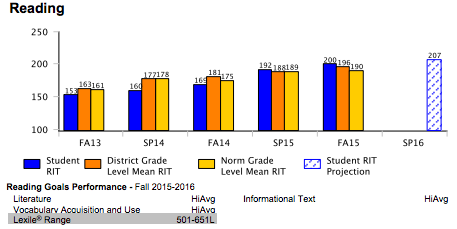 Reading
250
200
150
100
153 163 161
160 177 178
169 181 175
192 188 189
200 196 190
207
FA13 SP14 FA14 SP15 FA15 SP16
Student RIT
District Grade Level Mean RIT
Norm Grade Level Mean RIT
Student RIT Projection
Reading Goals Performance - Fall 2015-2016
Literature HiAvg Informational Text HiAvg
Vocabulary Acquisition and Use HiAvg
Lexile® Range 501-651L